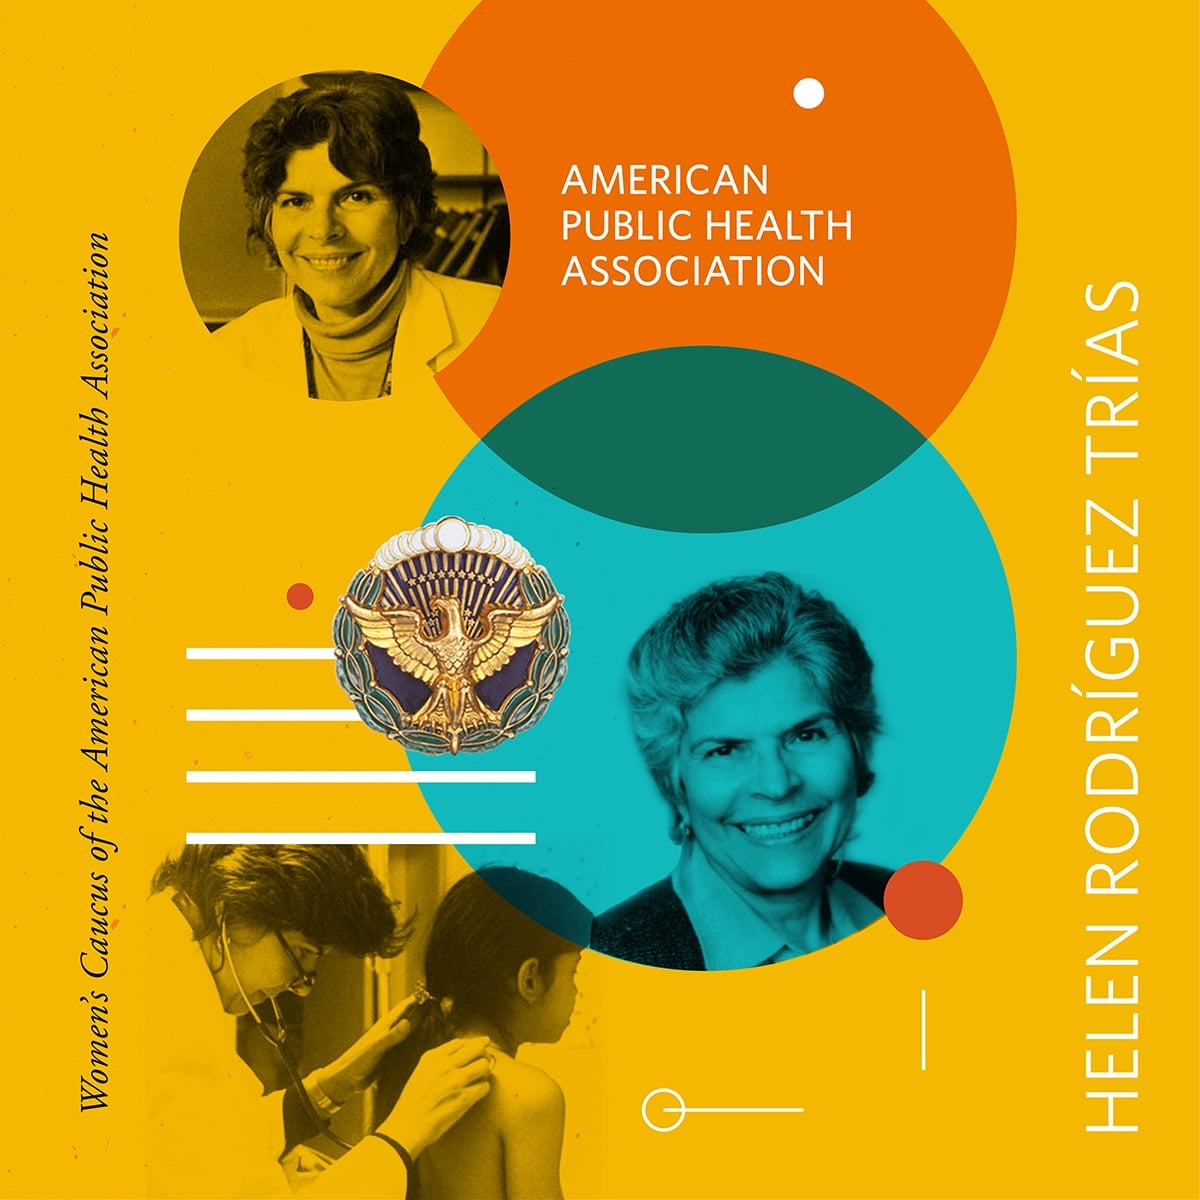 AMERICAN
PUBLIC HEALTH
ASSOCIATION
Women's Caucus of the American Public Health Association
HELEN RODRÍGUEZ TRÍAS